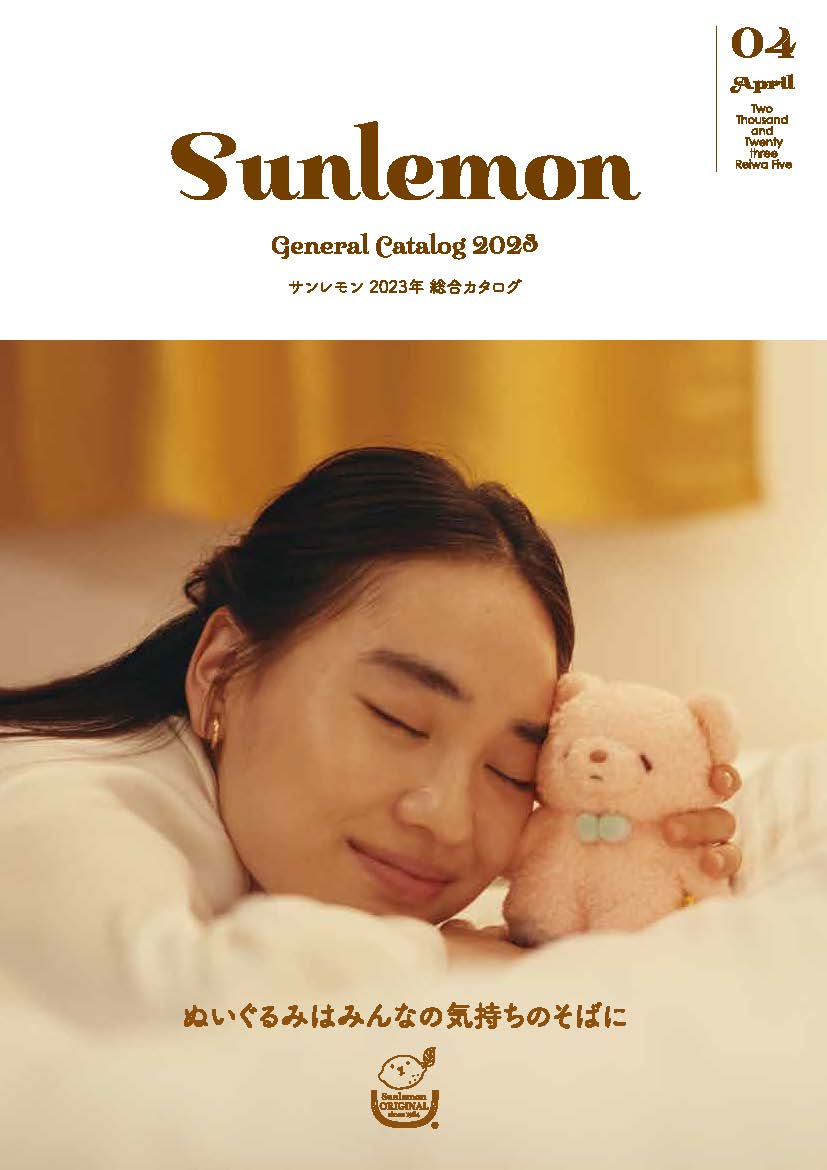 04
April
Two
Thousand
and
Twenty
three
Reiwa Five
Sunlemon
General Catalog 2023
サンレモン 2023年 総合カタログ
ぬいぐるみはみんなの気持ちのそばに
Sunlemon
ORIGINAL
since 1984